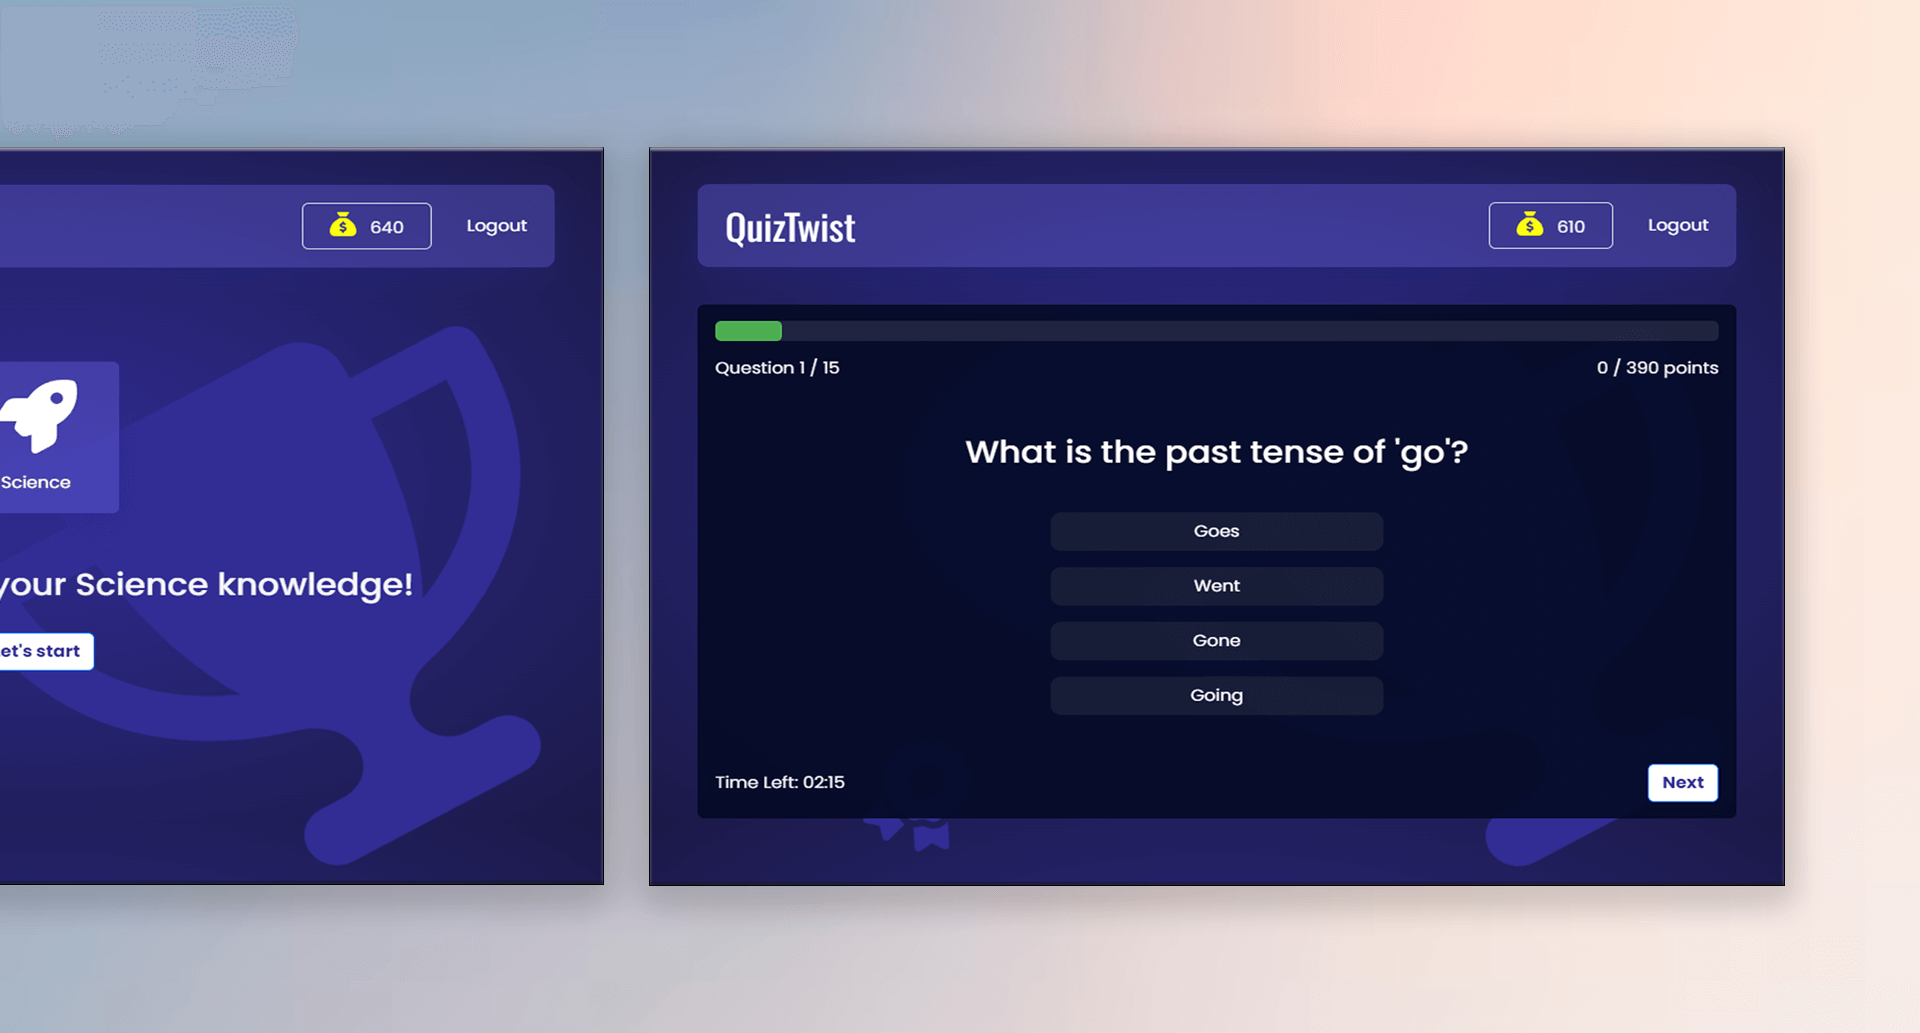 640
Logout
Science
your Science knowledge!
et's start
QuizTwist
610
Logout
Question 1 / 15
0 / 390 points
What is the past tense of 'go'?
Goes
Went
Gone
Going
Time Left: 02:15
Next